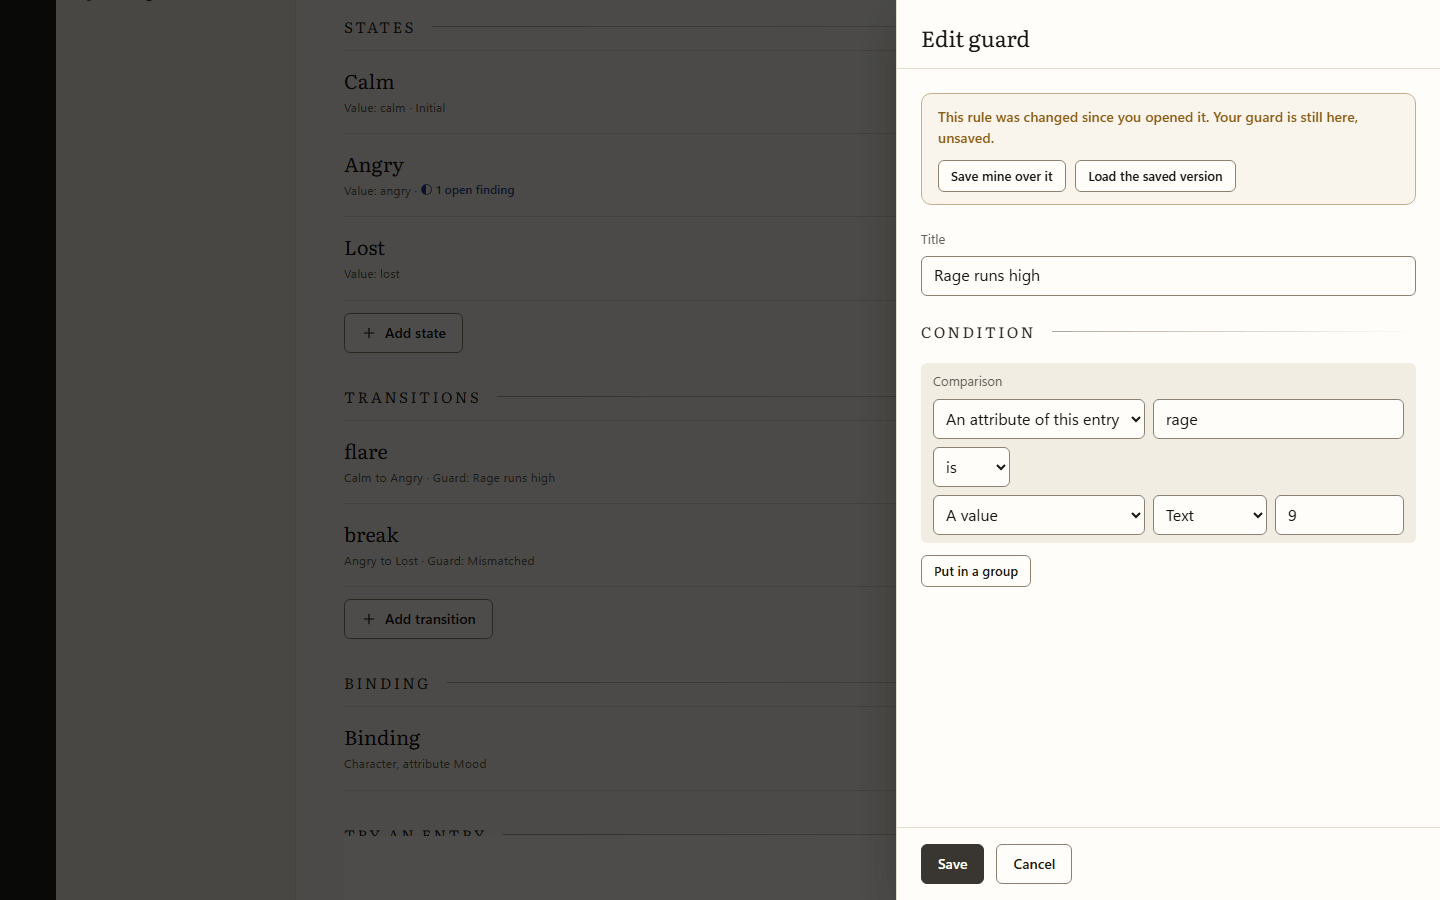 STATES
Calm
Value: calm · Initial
Angry
Value: angry · 1 open finding
Lost
Value: lost
Add state
TRANSITIONS
flare
Calm to Angry · Guard: Rage runs high
break
Angry to Lost · Guard: Mismatched
Add transition
BINDING
Binding
Character, attribute Mood
TRY AN ENTRY
Edit guard
This rule was changed since you opened it. Your guard is still here,
unsaved.
Save mine over it
Load the saved version
Title
Rage runs high
CONDITION
Comparison
An attribute of this entry
rage
is
A value
Text
9
Put in a group
Save
Cancel